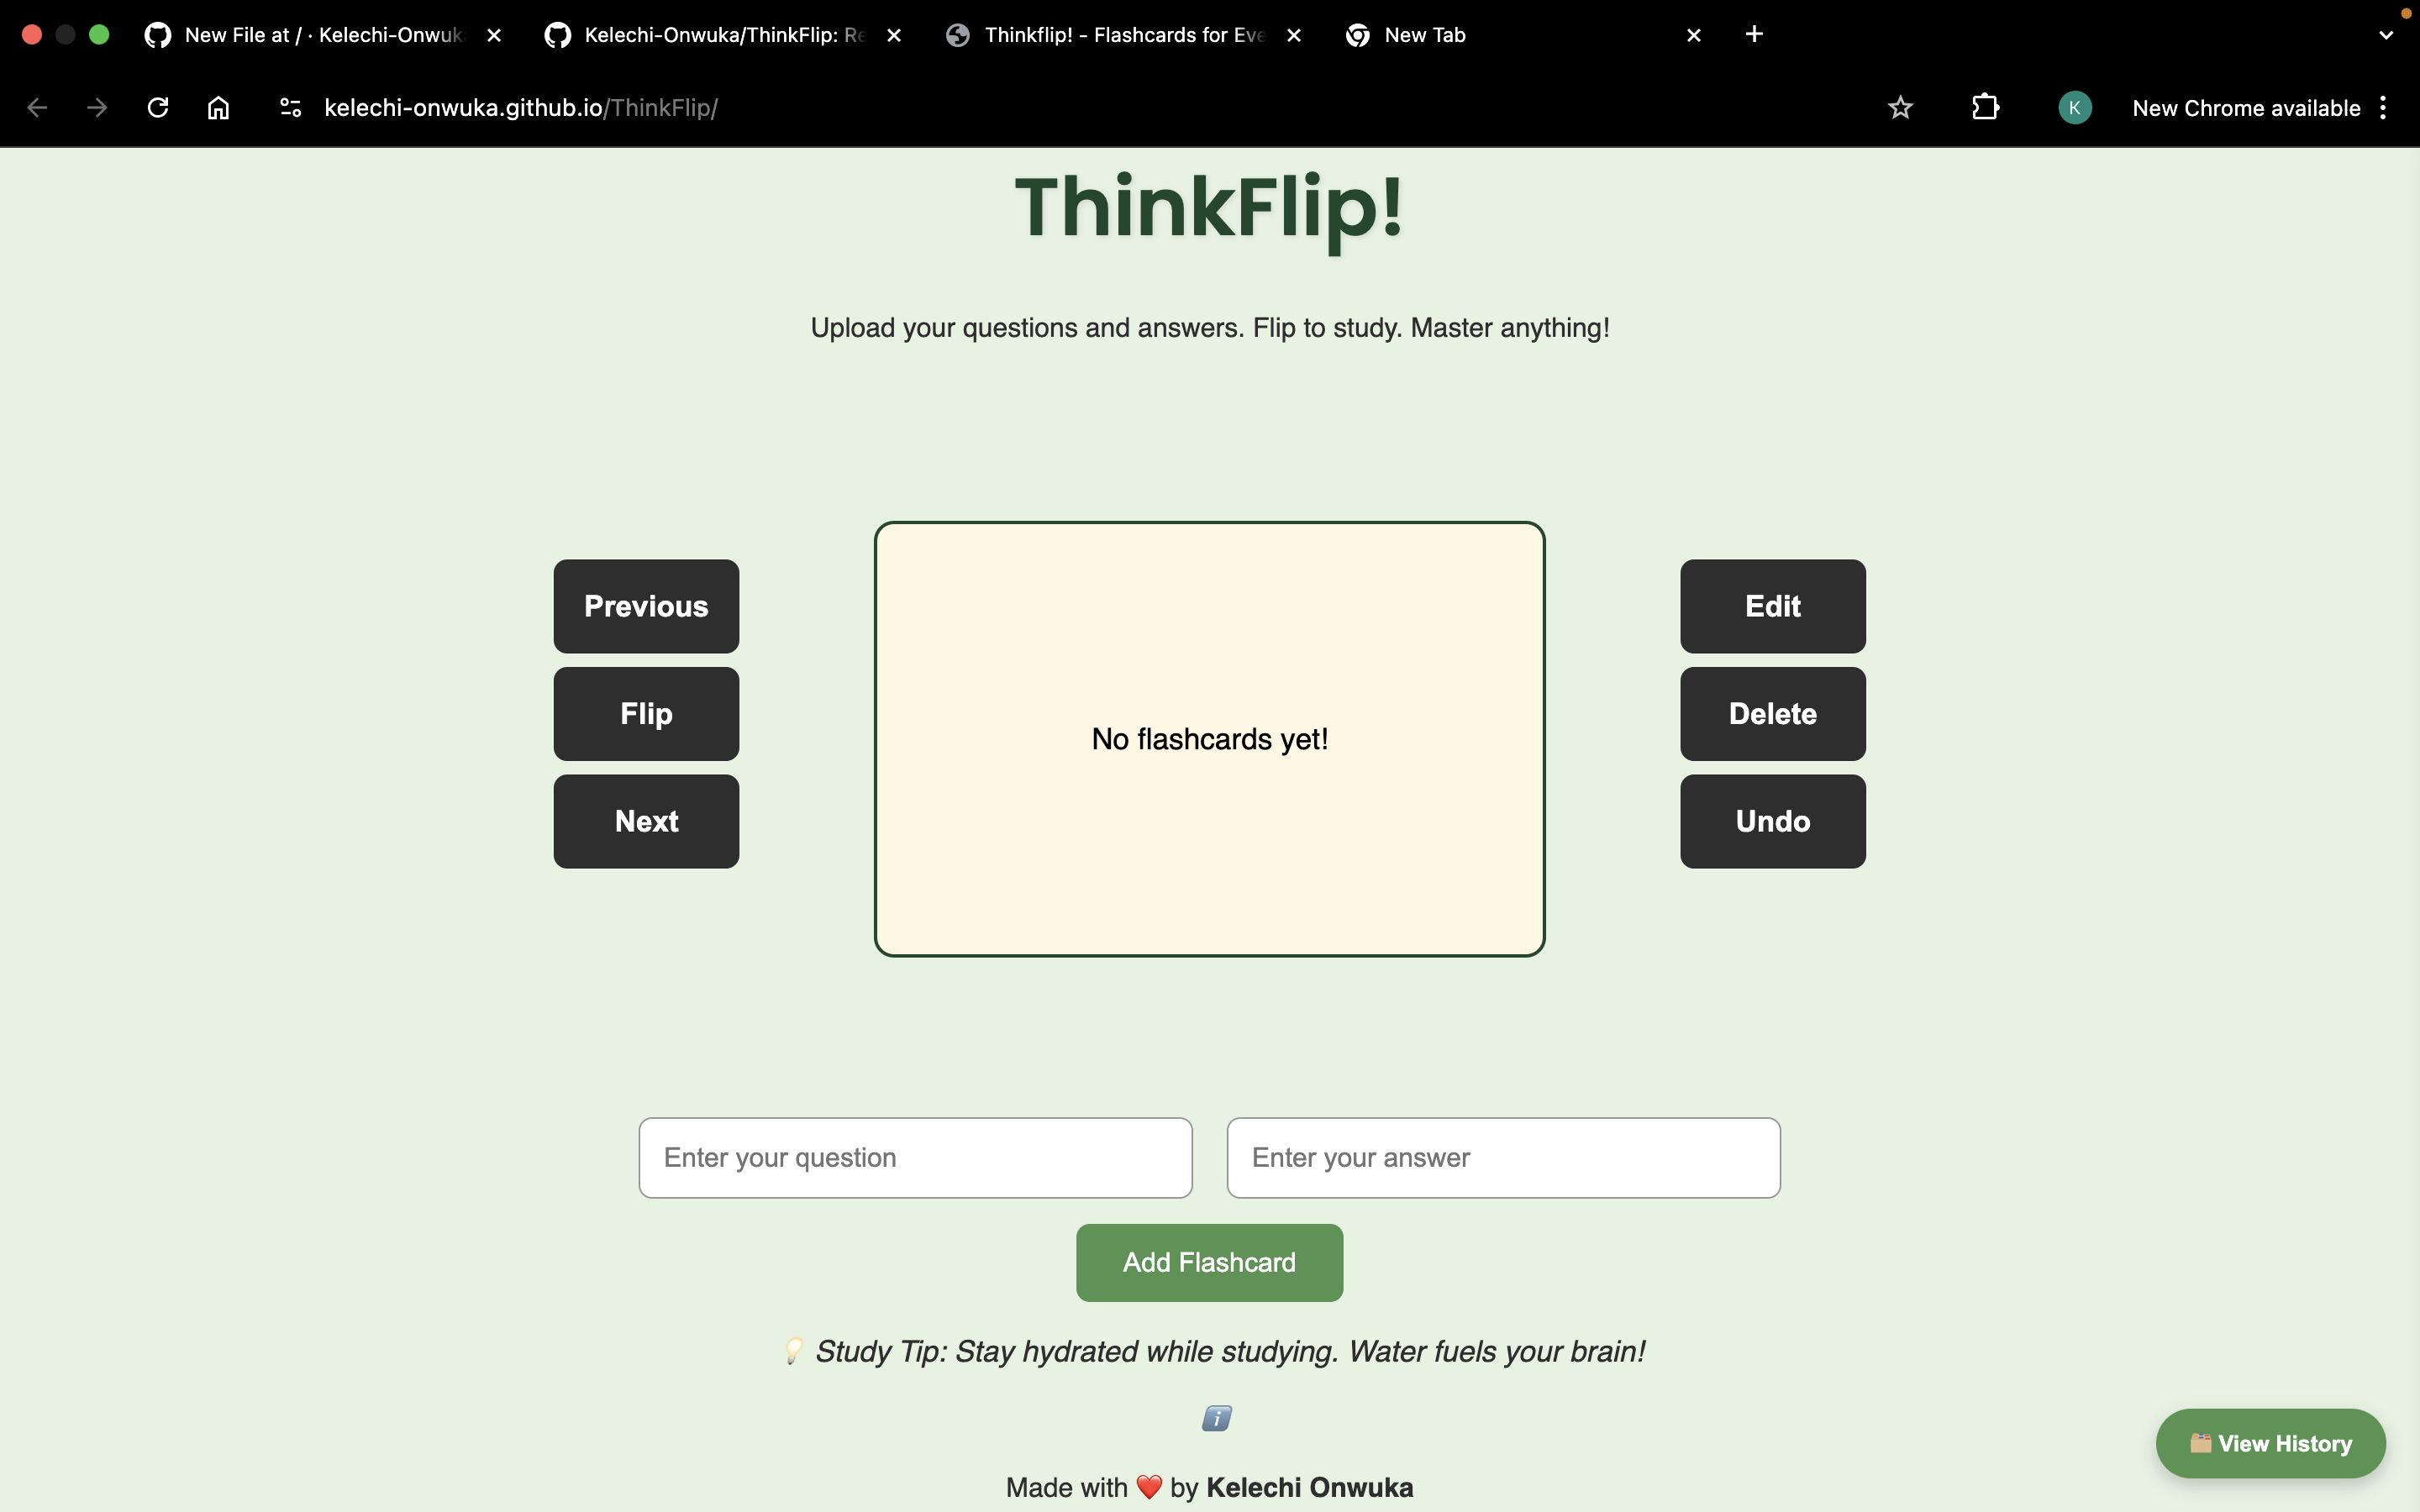 New File at / · Kelechi-Onwuk
Kelechi-Onwuka/ThinkFlip: Re
Thinkflip! - Flashcards for Eve
New Tab
kelechi-onwuka.github.io/ThinkFlip/
K
New Chrome available
ThinkFlip!
Upload your questions and answers. Flip to study. Master anything!
Previous
Flip
Next
No flashcards yet!
Edit
Delete
Undo
Enter your question
Enter your answer
Add Flashcard
💡 Study Tip: Stay hydrated while studying. Water fuels your brain!
ℹ️
🗂️ View History
Made with ❤️ by Kelechi Onwuka